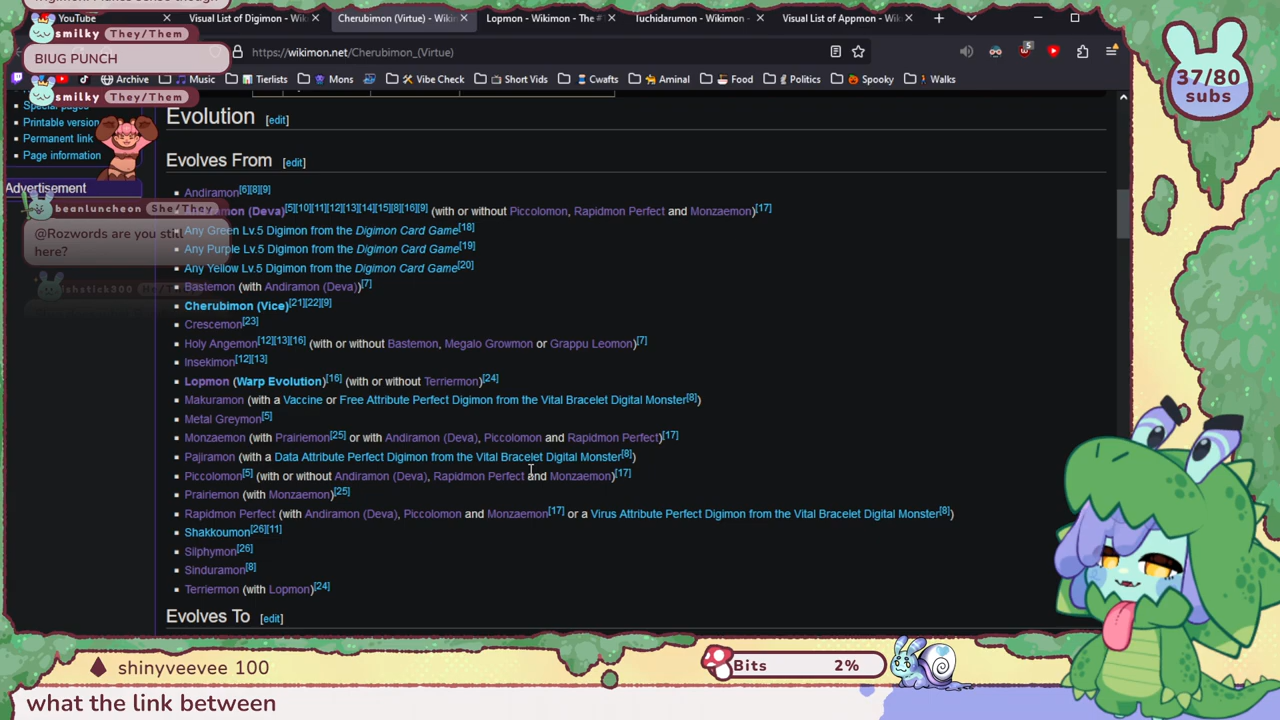 smilky They/Them
BIUG PUNCH
smilky They/Them
beanluncheon She/They
@Rozwords are you still
here?
YouTube
Visual List of Digimon - Wik
Cherubimon (Virtue) - Wikim
Lopmon - Wikimon - The #
Tuchidarumon - Wikimon -
Visual List of Appmon - Wik
https://wikimon.net/Cherubimon_(Virtue)
5
Archive Music Tierlists Mons Vibe Check Short Vids Cwafts Aminal Food Politics Spooky Walks
Special pages
Printable version
Permanent link
Page information
Advertisement
Evolution [edit]
Evolves From [edit]
Andiramon[6][8][9]
(Deva)[5][10][11][12][13][14][15][8][16][9] (with or without Piccolomon, Rapidmon Perfect and Monzaemon)[17]
Any Green Lv.5 Digimon from the Digimon Card Game[18]
Any Purple Lv.5 Digimon from the Digimon Card Game[19]
Any Yellow Lv.5 Digimon from the Digimon Card Game[20]
Bastemon (with Andiramon (Deva))[7]
Cherubimon (Vice)[21][22][9]
Crescemon[23]
Holy Angemon[12][13][16] (with or without Bastemon, Megalo Growmon or Grappu Leomon)[7]
Insekimon[12][13]
Lopmon (Warp Evolution)[16] (with or without Terriermon)[24]
Makuramon (with a Vaccine or Free Attribute Perfect Digimon from the Vital Bracelet Digital Monster[8])
Metal Greymon[5]
Monzaemon (with Prairiemon[25] or with Andiramon (Deva), Piccolomon and Rapidmon Perfect)[17]
Pajiramon (with a Data Attribute Perfect Digimon from the Vital Bracelet Digital Monster[8])
Piccolomon[5] (with or without Andiramon (Deva), Rapidmon Perfect and Monzaemon)[17]
Prairiemon (with Monzaemon)[25]
Rapidmon Perfect (with Andiramon (Deva), Piccolomon and Monzaemon[17] or a Virus Attribute Perfect Digimon from the Vital Bracelet Digital Monster[8])
Shakkoumon[26][11]
Silphymon[26]
Sinduramon[8]
Terriermon (with Lopmon)[24]
Evolves To [edit]
37/80
subs
shinyveevee 100
Bits 2%
what the link between